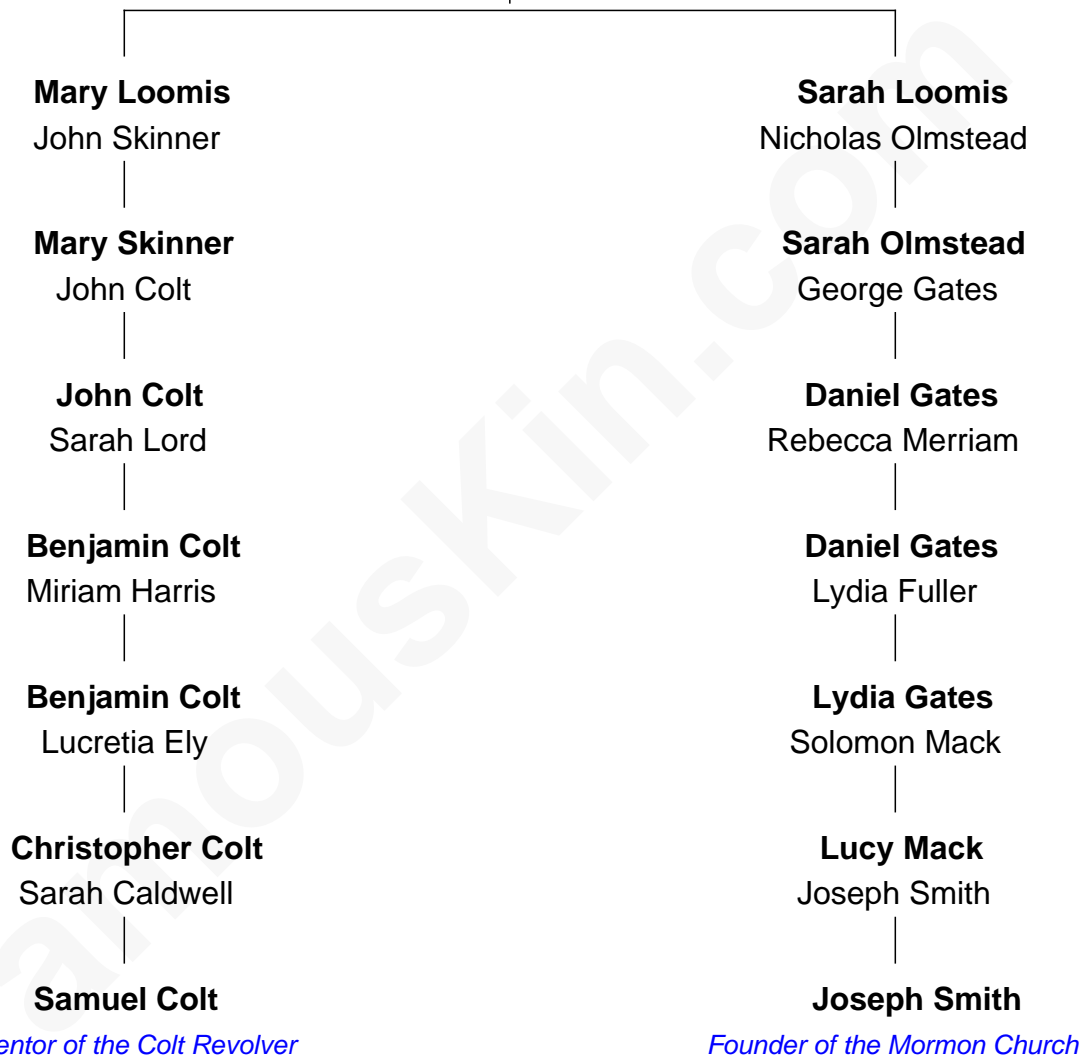 Mary Loomis
John Skinner
Mary Skinner
John Colt
John Colt
Sarah Lord
Benjamin Colt
Miriam Harris
Benjamin Colt
Lucretia Ely
Christopher Colt
Sarah Caldwell
Samuel Colt
entor of the Colt Revolver
Sarah Loomis
Nicholas Olmstead
Sarah Olmstead
George Gates
Daniel Gates
Rebecca Merriam
Daniel Gates
Lydia Fuller
Lydia Gates
Solomon Mack
Lucy Mack
Joseph Smith
Joseph Smith
Founder of the Mormon Church
amouskin.com